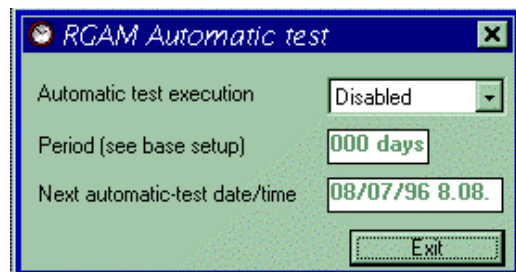 RGAM Automatic test
Automatic test execution Disabled
Period (see base setup) 000 days
Next automatic-test date/time 08/07/96 8.08.
Exit